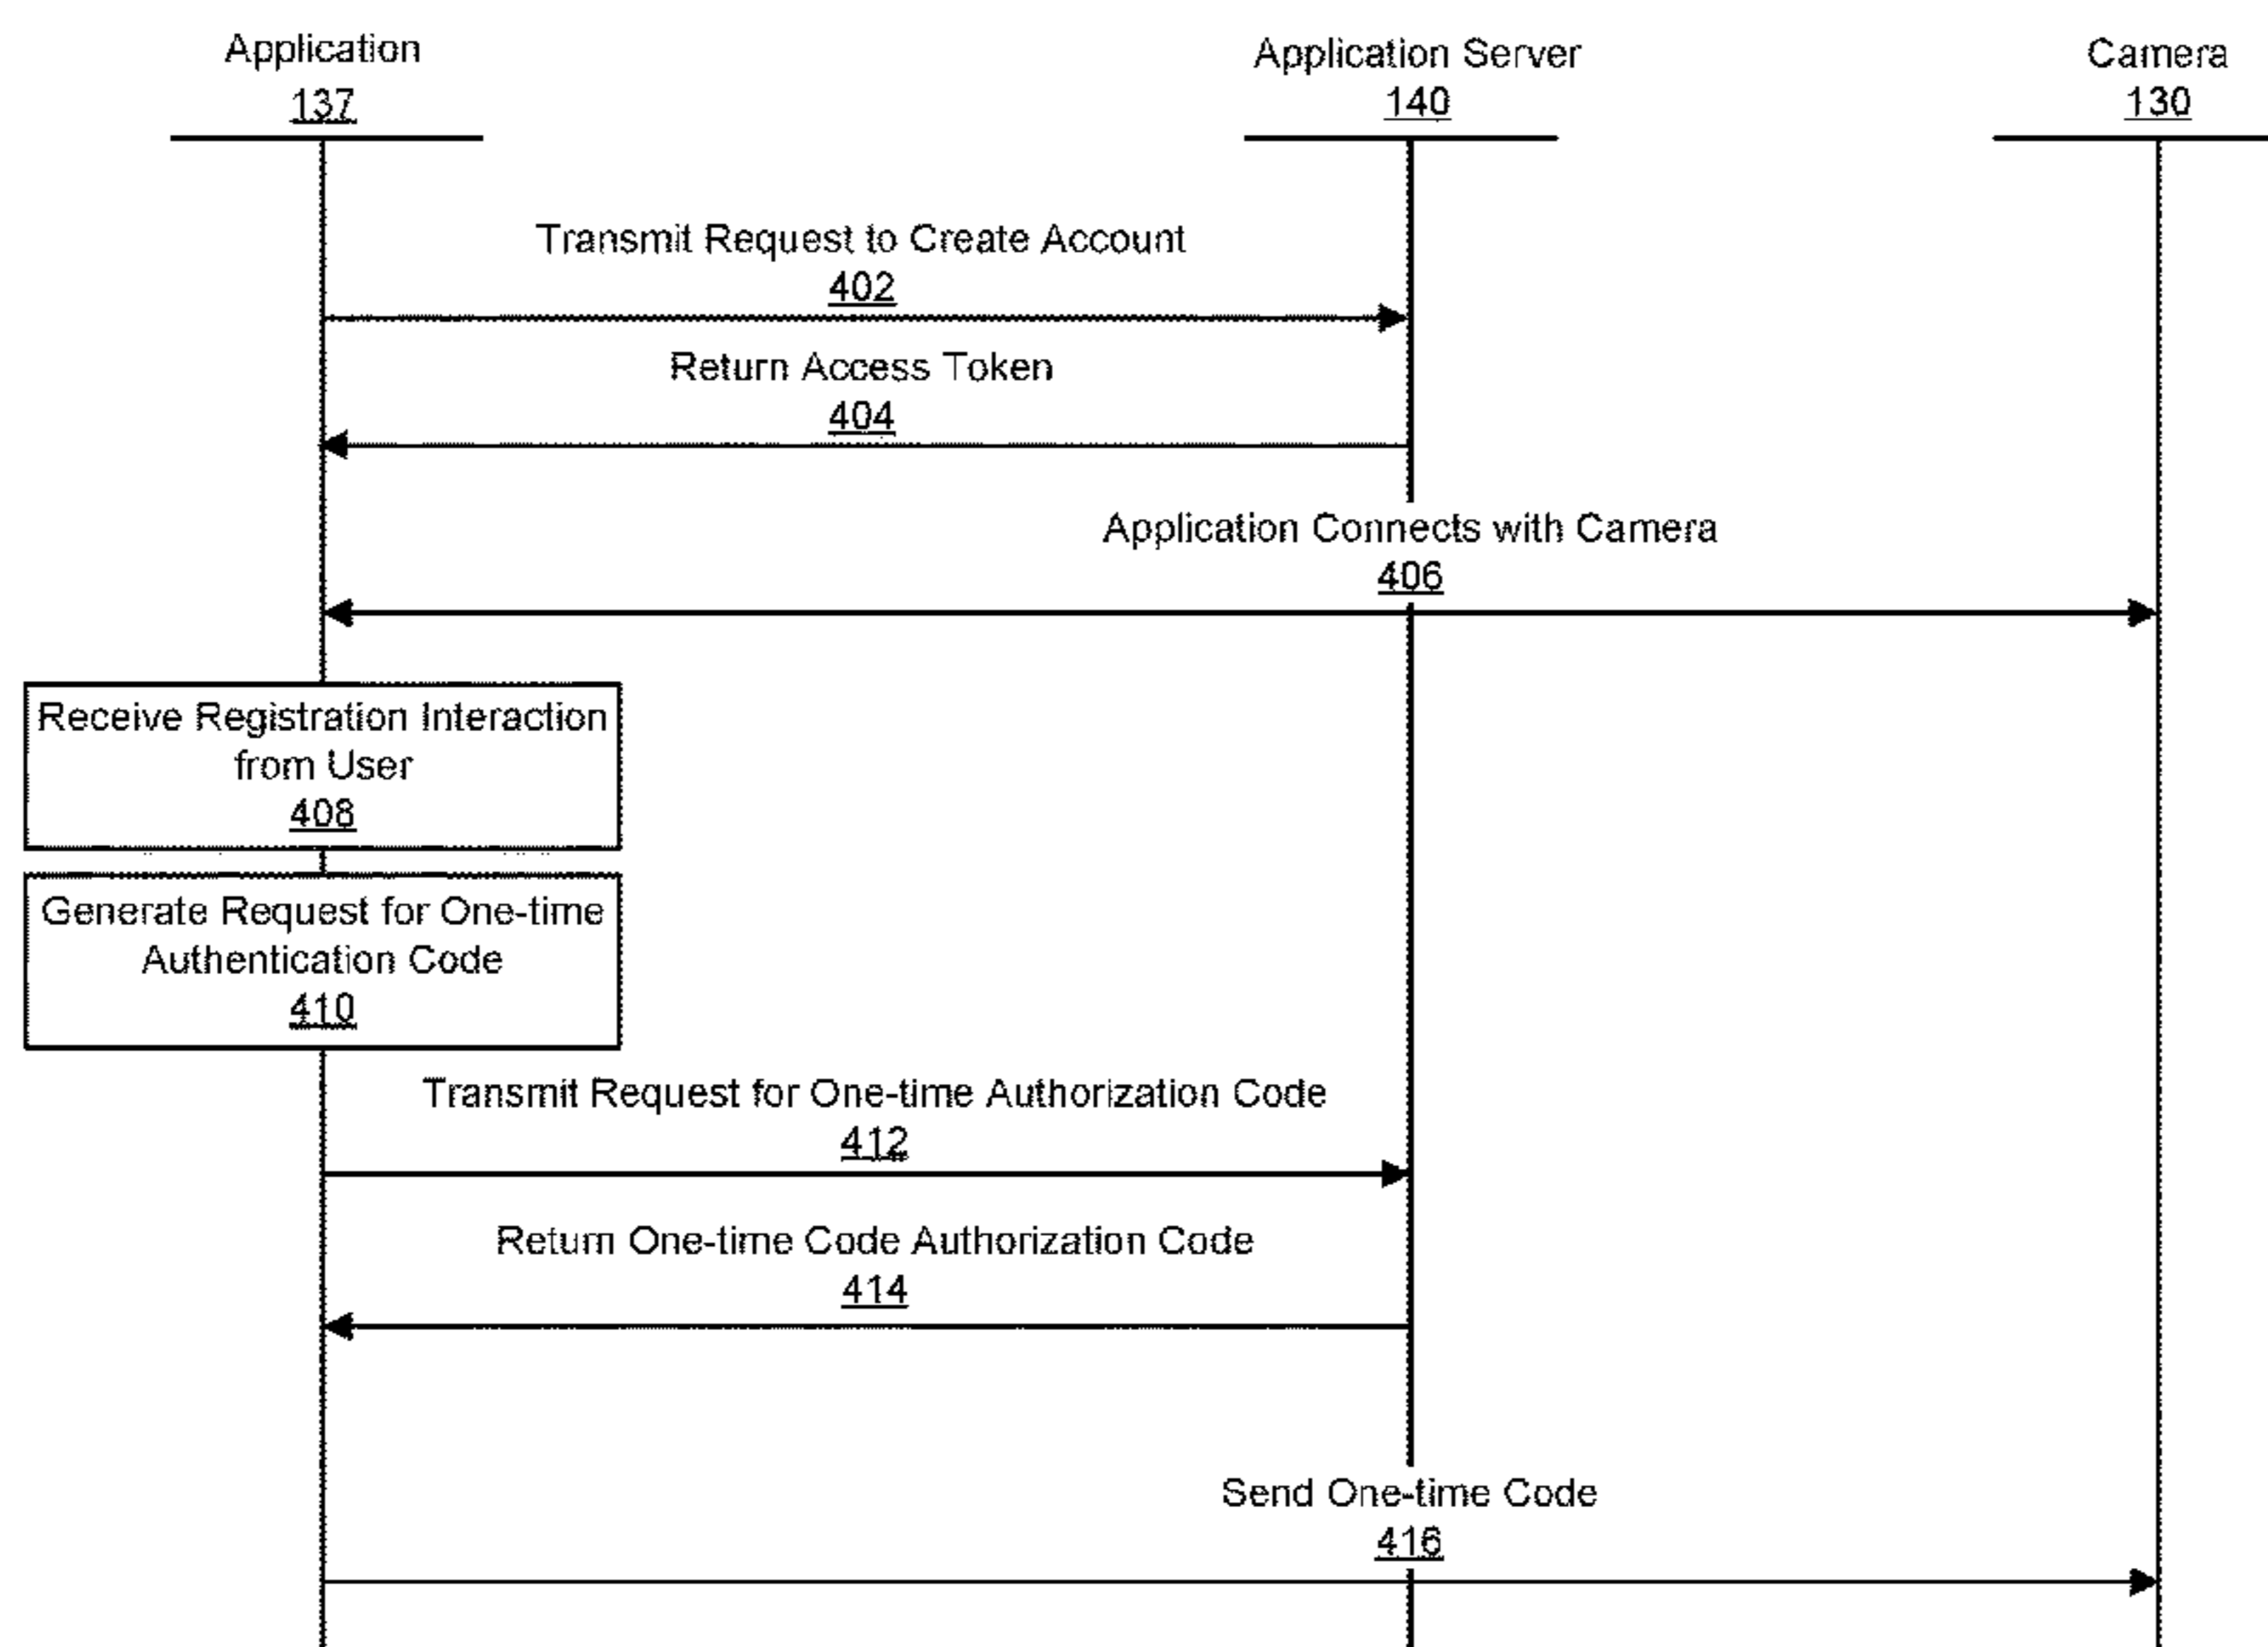 Application
137
Application Server
140
Camera
130
Transmit Request to Create Account
402
Return Access Token
404
Application Connects with Camera
406
Receive Registration Interaction
from User
408
Generate Request for One-time
Authentication Code
410
Transmit Request for One-time Authorization Code
412
Return One-time Code Authorization Code
414
Send One-time Code
416